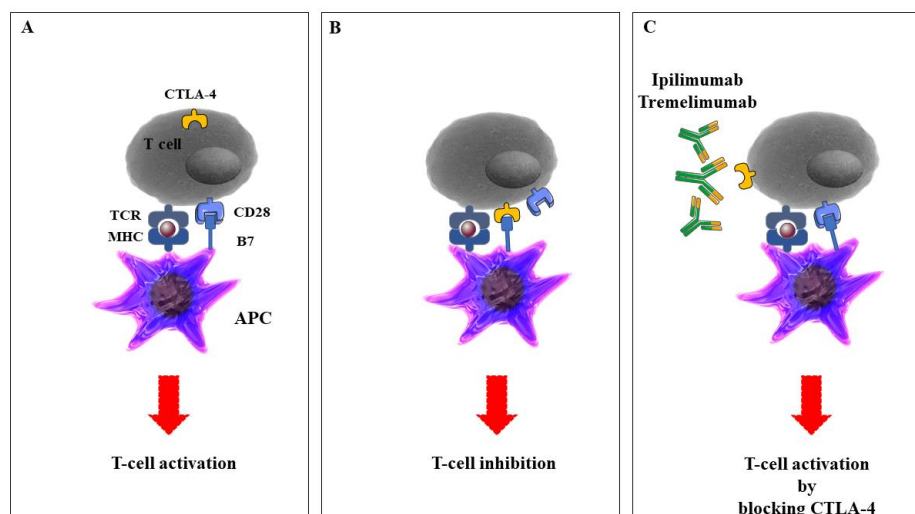 A
CTLA-4
T cell
TCR
CD28
MHC
B7
APC
T-cell activation
B
T-cell inhibition
C
Ipilimumab
Tremelimumab
T-cell activation
by
blocking CTLA-4